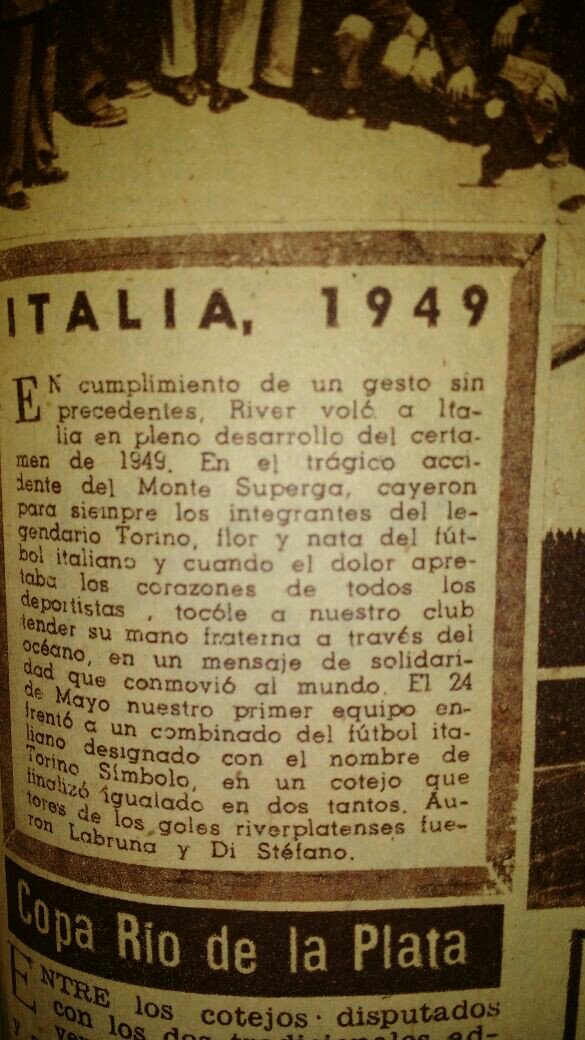 ITALIA, 1949
EN cumplimiento de un gesto sin
precedentes, River voló a Ita-
lia en pleno desarrollo del certa-
men de 1949. En el trágico acci-
dente del Monte Superga, cayeron
para siempre los integrantes del le-
gendario Torino, flor y nata del fút-
bol italiano y cuando el dolor apre-
taba los corazones de todos los
deportistas , tocóle a nuestro club
tender su mano fraterna a través del
océano, en un mensaje de solidari-
dad que conmovió al mundo. El 24
de Mayo nuestro primer equipo en-
frentó a un combinado del fútbol ita-
liano designado con el nombre de
Torino Símbolo, en un cotejo que
finalizó igualado en dos tantos. Au-
tores de los goles riverplatenses fue-
ron Labruna y Di Stéfano.
Copa Río de la Plata
ENTRE los cotejos disputados
con los dos tradicionales ad-